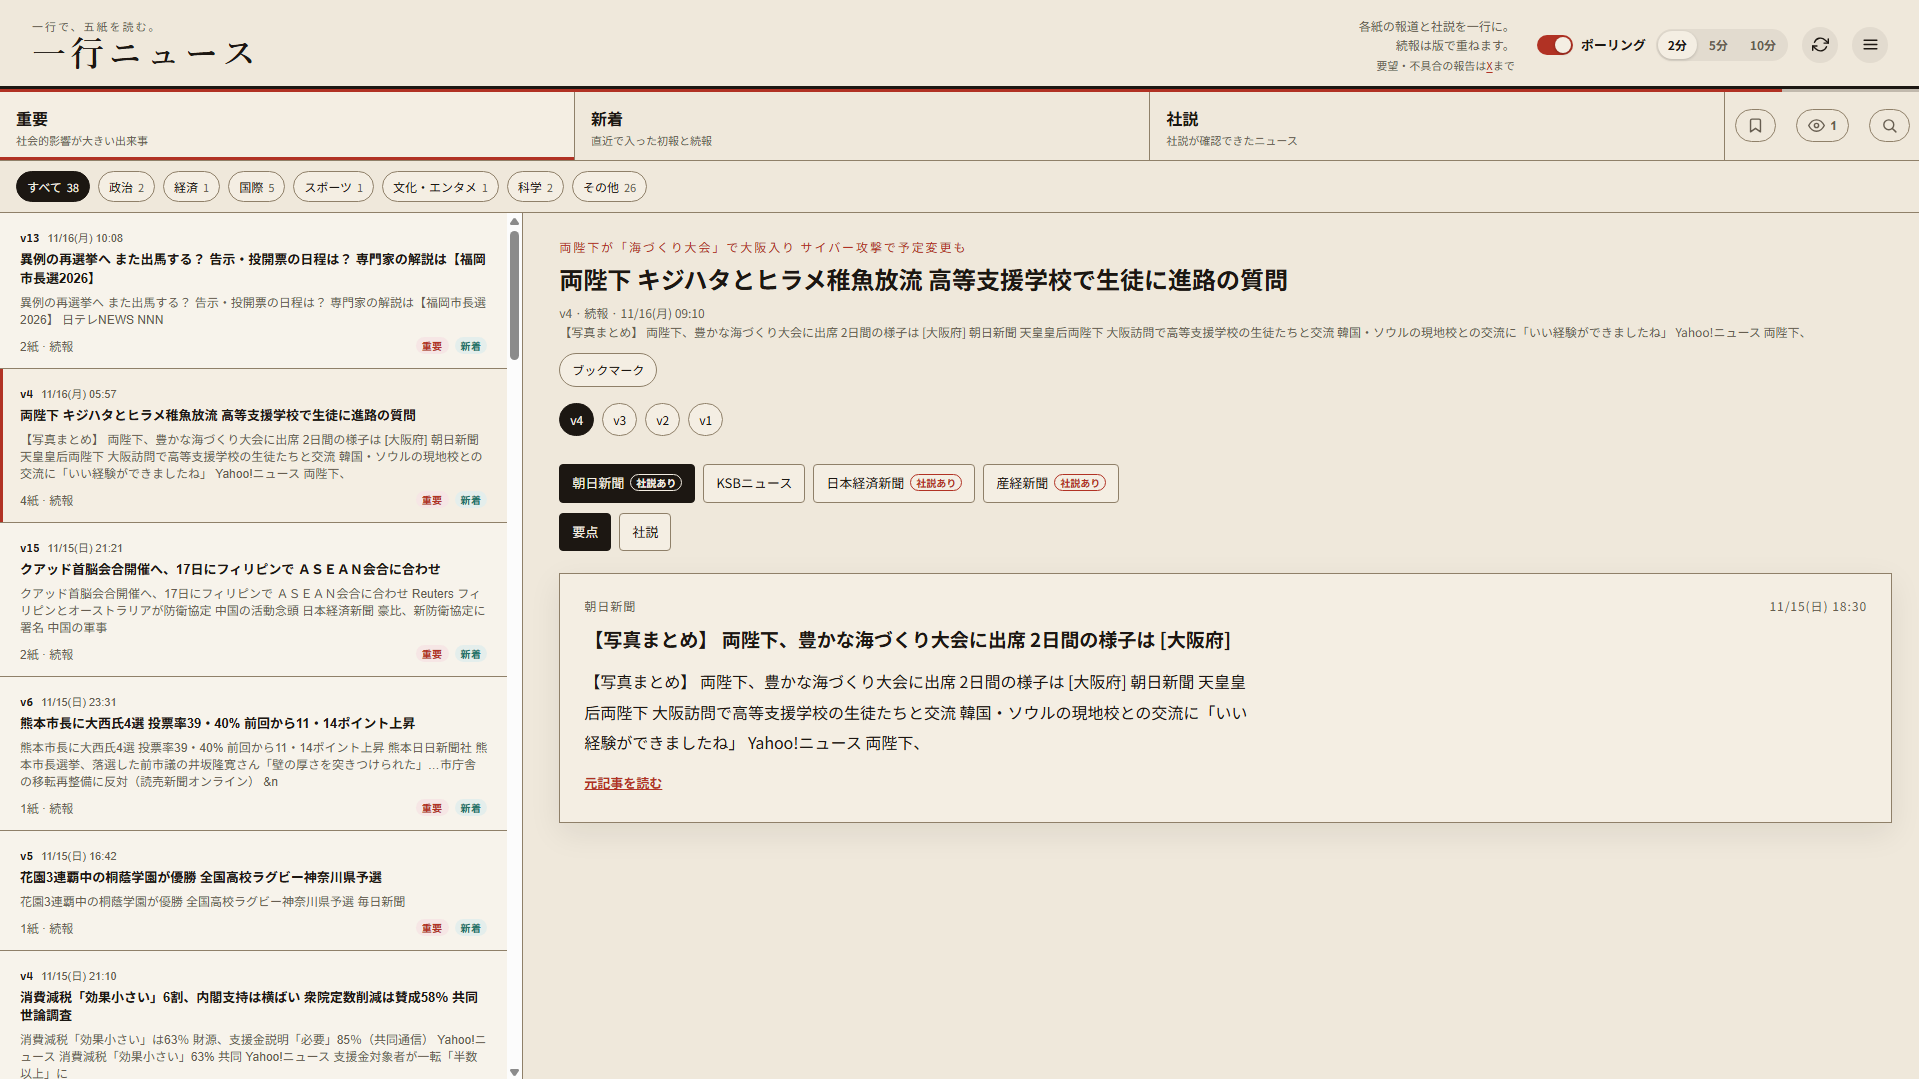 一行で、五紙を読む。
一行ニュース
各紙の報道と社説を一行に。
続報は版で重ねます。
要望・不具合の報告はXまで
ポーリング
2分 5分 10分
重要
社会的影響が大きい出来事
新着
直近で入った初報と続報
社説
社説が確認できたニュース
1
すべて 38
政治 2
経済 1
国際 5
スポーツ 1
文化・エンタメ 1
科学 2
その他 26
v13 11/16(月) 10:08
異例の再選挙へ また出馬する？ 告示・投開票の日程は？ 専門家の解説は【福岡
市長選2026】
異例の再選挙へ また出馬する？ 告示・投開票の日程は？ 専門家の解説は【福岡市長選
2026】 日テレNEWS NNN
2紙 · 続報
重要 新着
v4 11/16(月) 05:57
両陛下 キジハタとヒラメ稚魚放流 高等支援学校で生徒に進路の質問
【写真まとめ】 両陛下、豊かな海づくり大会に出席 2日間の様子は [大阪府] 朝日新聞
天皇皇后両陛下 大阪訪問で高等支援学校の生徒たちと交流 韓国・ソウルの現地校との
交流に「いい経験ができましたね」 Yahoo!ニュース 両陛下、
4紙 · 続報
重要 新着
v15 11/15(日) 21:21
クアッド首脳会合開催へ、17日にフィリピンで ＡＳＥＡＮ会合に合わせ
クアッド首脳会合開催へ、17日にフィリピンで ＡＳＥＡＮ会合に合わせ Reuters フィ
リピンとオーストラリアが防衛協定 中国の活動念頭 日本経済新聞 豪比、新防衛協定に
署名 中国の軍事
2紙 · 続報
重要 新着
v6 11/15(日) 23:31
熊本市長に大西氏4選 投票率39・40% 前回から11・14ポイント上昇
熊本市長に大西氏4選 投票率39・40% 前回から11・14ポイント上昇 熊本日日新聞社 熊
本市長選挙、落選した前市議の井坂隆寛さん「壁の厚さを突きつけられた」…市庁舎
の移転再整備に反対（読売新聞オンライン） &n
1紙 · 続報
重要 新着
v5 11/15(日) 16:42
花園3連覇中の桐蔭学園が優勝 全国高校ラグビー神奈川県予選
花園3連覇中の桐蔭学園が優勝 全国高校ラグビー神奈川県予選 毎日新聞
1紙 · 続報
重要 新着
v4 11/15(日) 21:10
消費減税「効果小さい」6割、内閣支持は横ばい 衆院定数削減は賛成58％ 共同
世論調査
消費減税「効果小さい」は63％ 財源、支援金説明「必要」85％（共同通信） Yahoo!ニ
ュース 消費減税「効果小さい」63% 共同 Yahoo!ニュース 支援金対象者が一転「半数
以上」に
両陛下が「海づくり大会」で大阪入り サイバー攻撃で予定変更も
両陛下 キジハタとヒラメ稚魚放流 高等支援学校で生徒に進路の質問
v4 · 続報 · 11/16(月) 09:10
【写真まとめ】 両陛下、豊かな海づくり大会に出席 2日間の様子は [大阪府] 朝日新聞 天皇皇后両陛下 大阪訪問で高等支援学校の生徒たちと交流 韓国・ソウルの現地校との交流に「いい経験ができましたね」 Yahoo!ニュース 両陛下、
ブックマーク
v4 v3 v2 v1
朝日新聞 社説あり
KSBニュース
日本経済新聞 社説あり
産経新聞 社説あり
要点 社説
朝日新聞
11/15(日) 18:30
【写真まとめ】 両陛下、豊かな海づくり大会に出席 2日間の様子は [大阪府]
【写真まとめ】 両陛下、豊かな海づくり大会に出席 2日間の様子は [大阪府] 朝日新聞 天皇皇
后両陛下 大阪訪問で高等支援学校の生徒たちと交流 韓国・ソウルの現地校との交流に「いい
経験ができましたね」 Yahoo!ニュース 両陛下、
元記事を読む